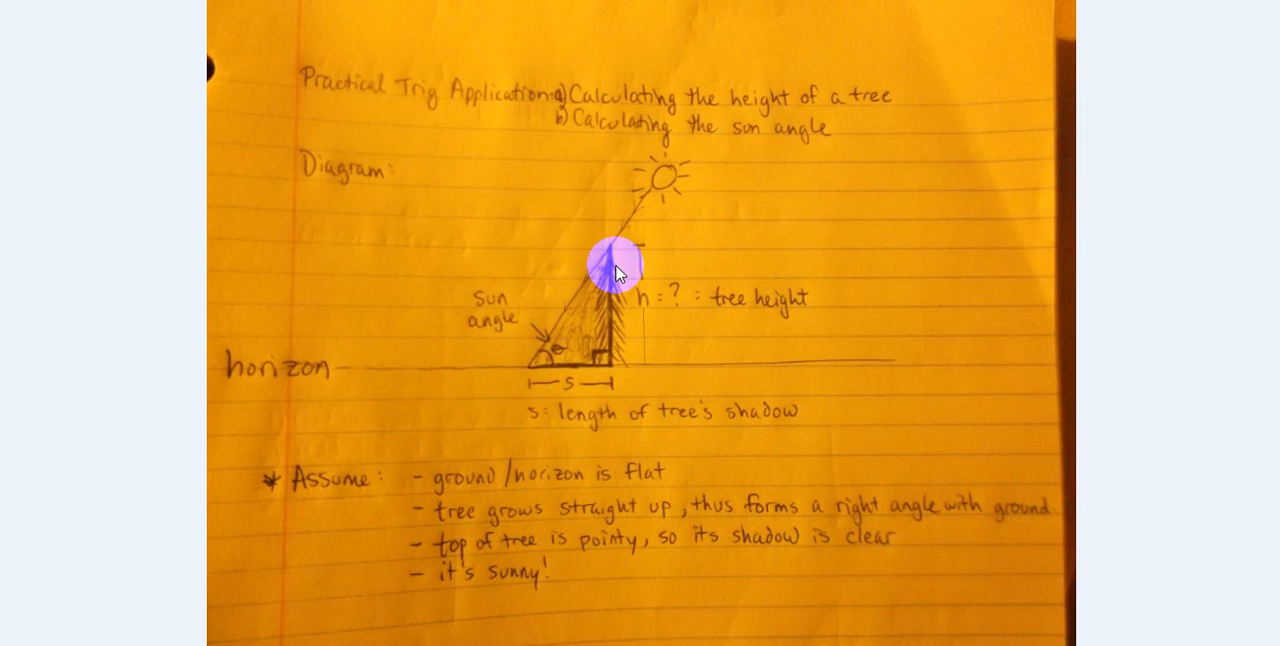 Practical Trig Application: a) Calculating the height of a tree
b) Calculating the sun angle
Diagram:
sun
angle
θ
h = ? = tree height
horizon
s
s = length of tree's shadow
* Assume: - ground/horizon is flat
- tree grows straight up, thus forms a right angle with ground.
- top of tree is pointy, so its shadow is clear
- it's sunny!